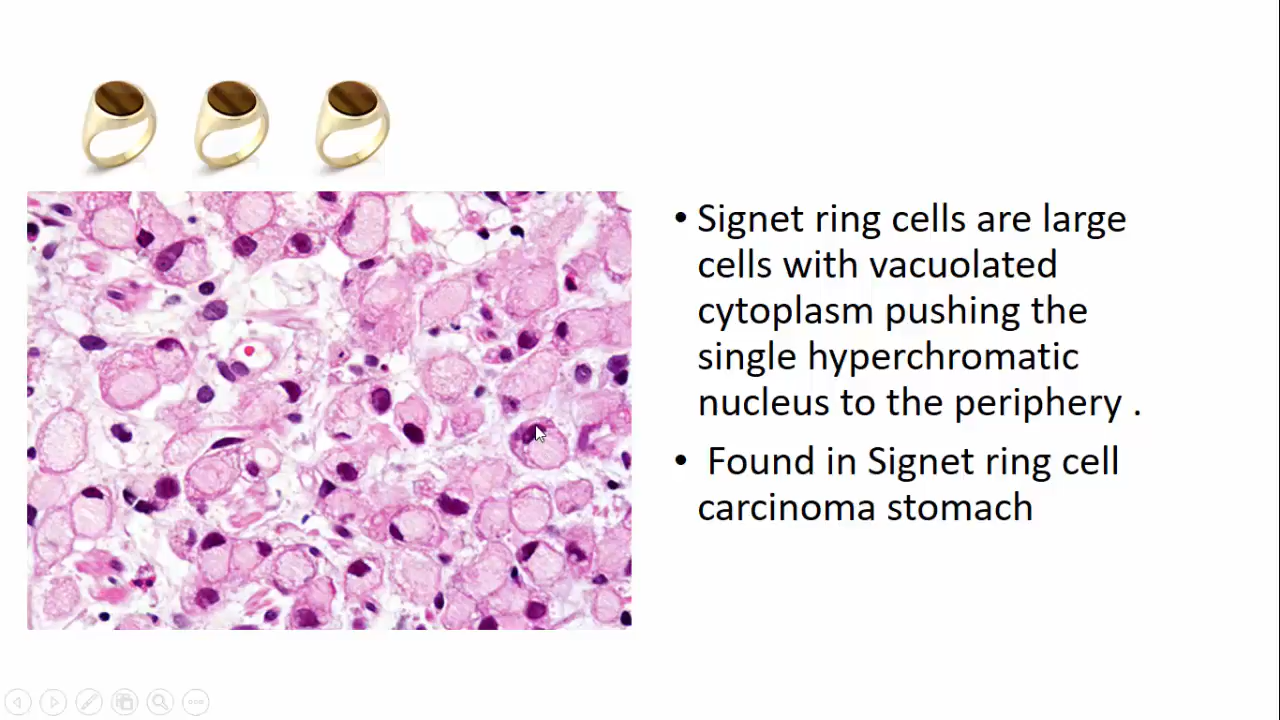 • Signet ring cells are large
cells with vacuolated
cytoplasm pushing the
single hyperchromatic
nucleus to the periphery .
• Found in Signet ring cell
carcinoma stomach